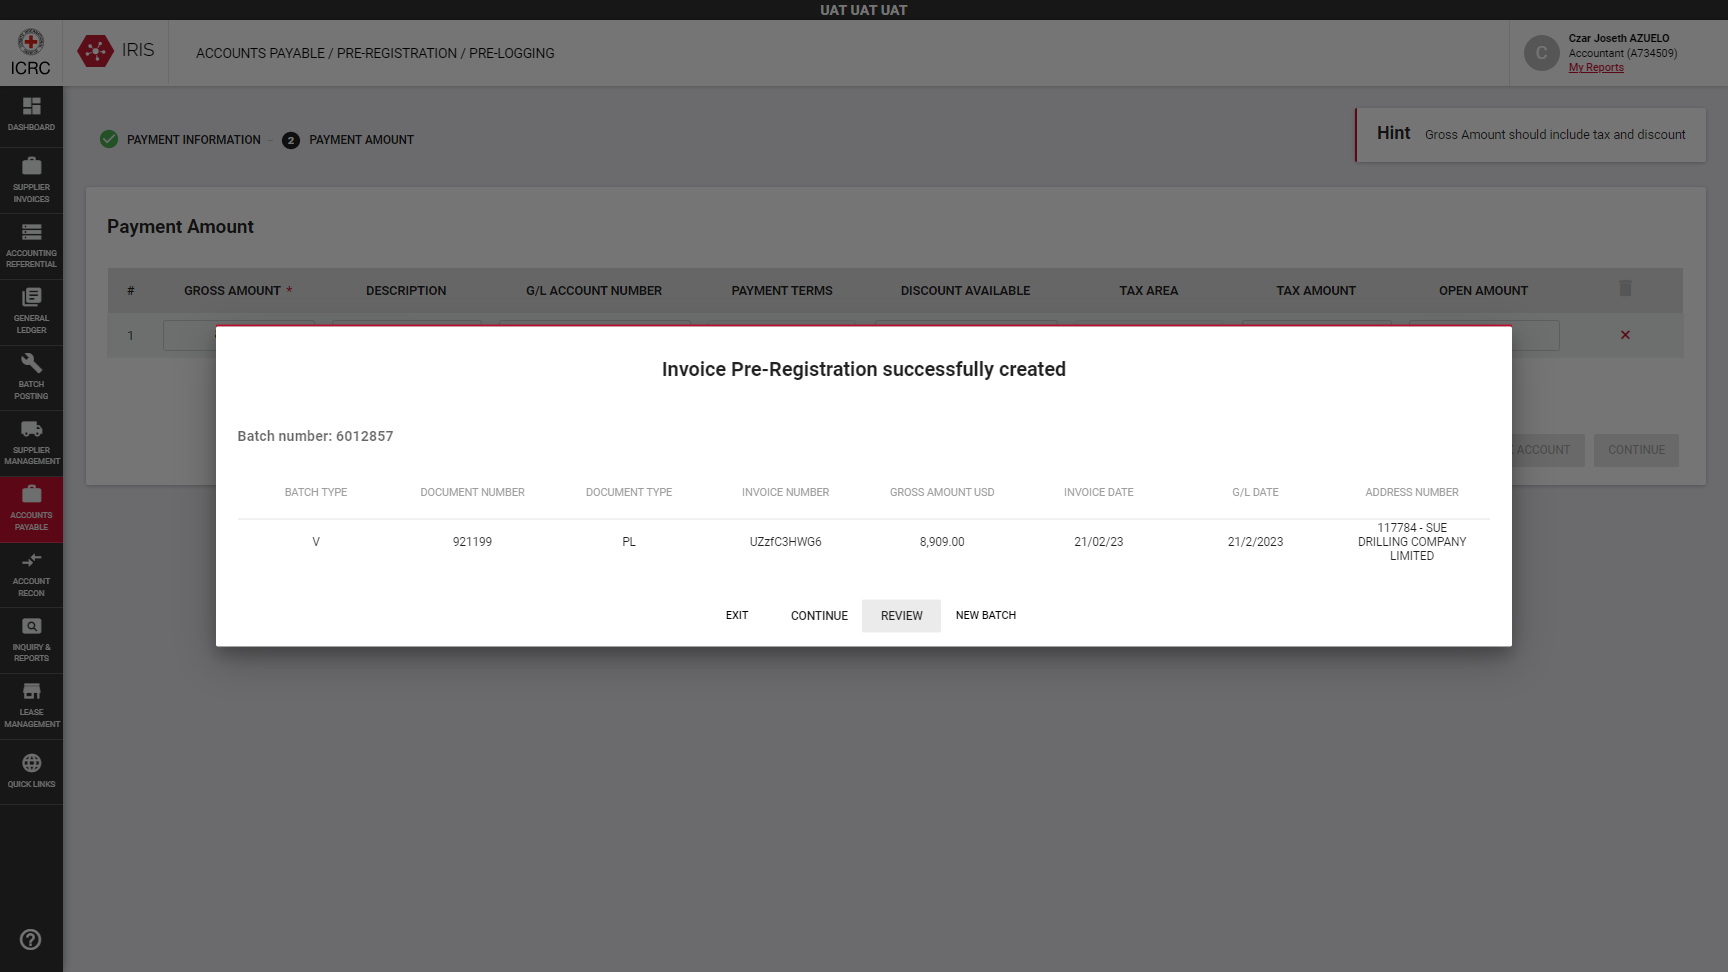 UAT UAT UAT
ICRC
IRIS
ACCOUNTS PAYABLE / PRE-REGISTRATION / PRE-LOGGING
C
Czar Joseth AZUELO
Accountant (A734509)
My Reports
DASHBOARD
SUPPLIER
INVOICES
ACCOUNTING
REFERENTIAL
GENERAL
LEDGER
BATCH
POSTING
SUPPLIER
MANAGEMENT
ACCOUNTS
PAYABLE
ACCOUNT
RECON
INQUIRY &
REPORTS
LEASE
MANAGEMENT
QUICK LINKS
PAYMENT INFORMATION
2 PAYMENT AMOUNT
Hint Gross Amount should include tax and discount
Payment Amount
# GROSS AMOUNT * DESCRIPTION G/L ACCOUNT NUMBER PAYMENT TERMS DISCOUNT AVAILABLE TAX AREA TAX AMOUNT OPEN AMOUNT
1
ACCOUNT CONTINUE
Invoice Pre-Registration successfully created
Batch number: 6012857
BATCH TYPE DOCUMENT NUMBER DOCUMENT TYPE INVOICE NUMBER GROSS AMOUNT USD INVOICE DATE G/L DATE ADDRESS NUMBER
V 921199 PL UZzfC3HWG6 8,909.00 21/02/23 21/2/2023 117784 - SUE
DRILLING COMPANY
LIMITED
EXIT CONTINUE REVIEW NEW BATCH